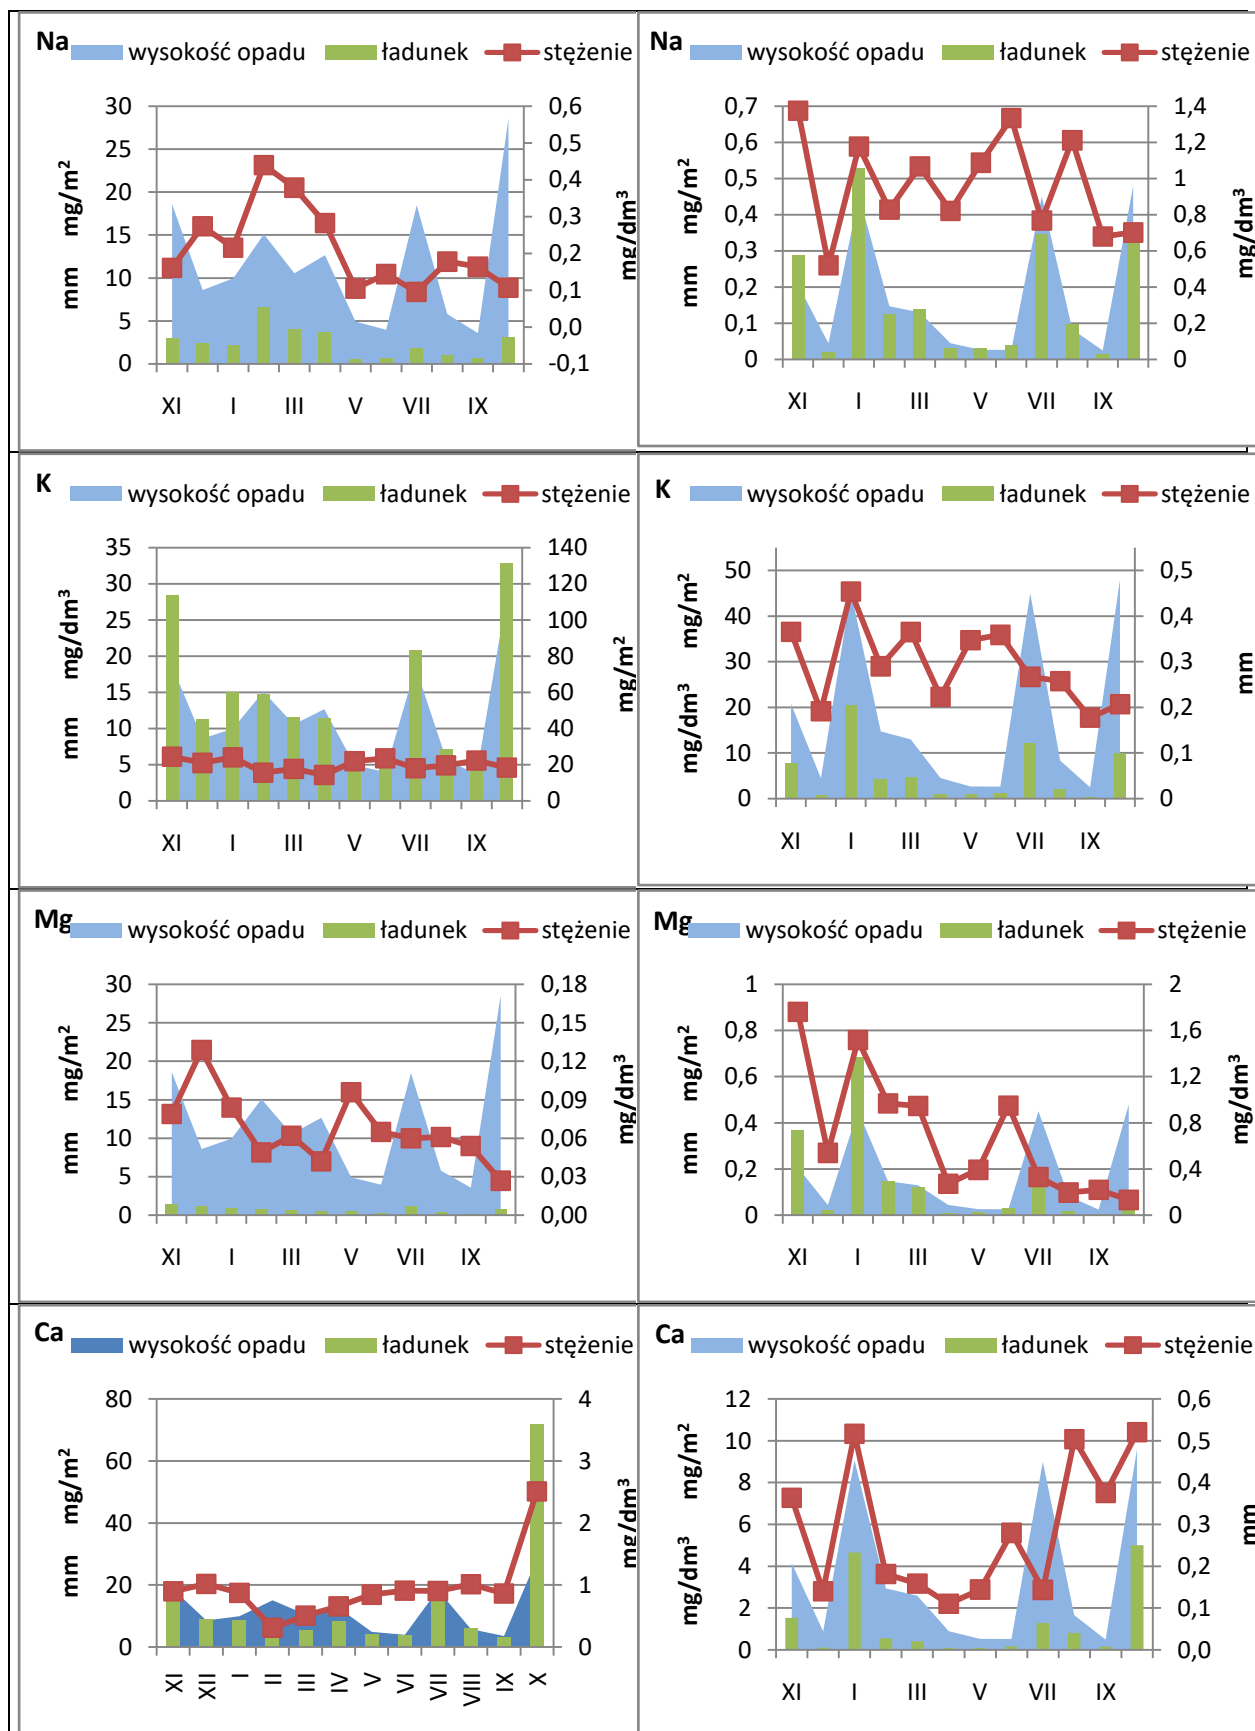 Na
wysokość opadu ładunek stężenie
mm mg/m²
30
25
20
15
10
5
0
0,6
0,5
0,4
0,3
0,2
0,1
0,0
-0,1
mg/dm³
XI I III V VII IX
Na
wysokość opadu ładunek stężenie
mm mg/m²
0,7
0,6
0,5
0,4
0,3
0,2
0,1
0
1,4
1,2
1
0,8
0,6
0,4
0,2
0
mg/dm³
XI I III V VII IX
K
wysokość opadu ładunek stężenie
mm mg/dm³
35
30
25
20
15
10
5
0
140
120
100
80
60
40
20
0
mg/m²
XI I III V VII IX
K
wysokość opadu ładunek stężenie
mg/dm³ mg/m²
50
40
30
20
10
0
0,5
0,4
0,3
0,2
0,1
0
mm
XI I III V VII IX
Mg
wysokość opadu ładunek stężenie
mm mg/m²
30
25
20
15
10
5
0
0,18
0,15
0,12
0,09
0,06
0,03
0,00
mg/dm³
XI I III V VII IX
Mg
wysokość opadu ładunek stężenie
mm mg/m²
1
0,8
0,6
0,4
0,2
0
2
1,6
1,2
0,8
0,4
0
mg/dm³
XI I III V VII IX
Ca
wysokość opadu ładunek stężenie
mm mg/m²
80
60
40
20
0
4
3
2
1
0
mg/dm³
XI XII I II III IV V VI VII VIII IX X
Ca
wysokość opadu ładunek stężenie
mg/dm³ mg/m²
12
10
8
6
4
2
0
0,6
0,5
0,4
0,3
0,2
0,1
0,0
mm
XI I III V VII IX